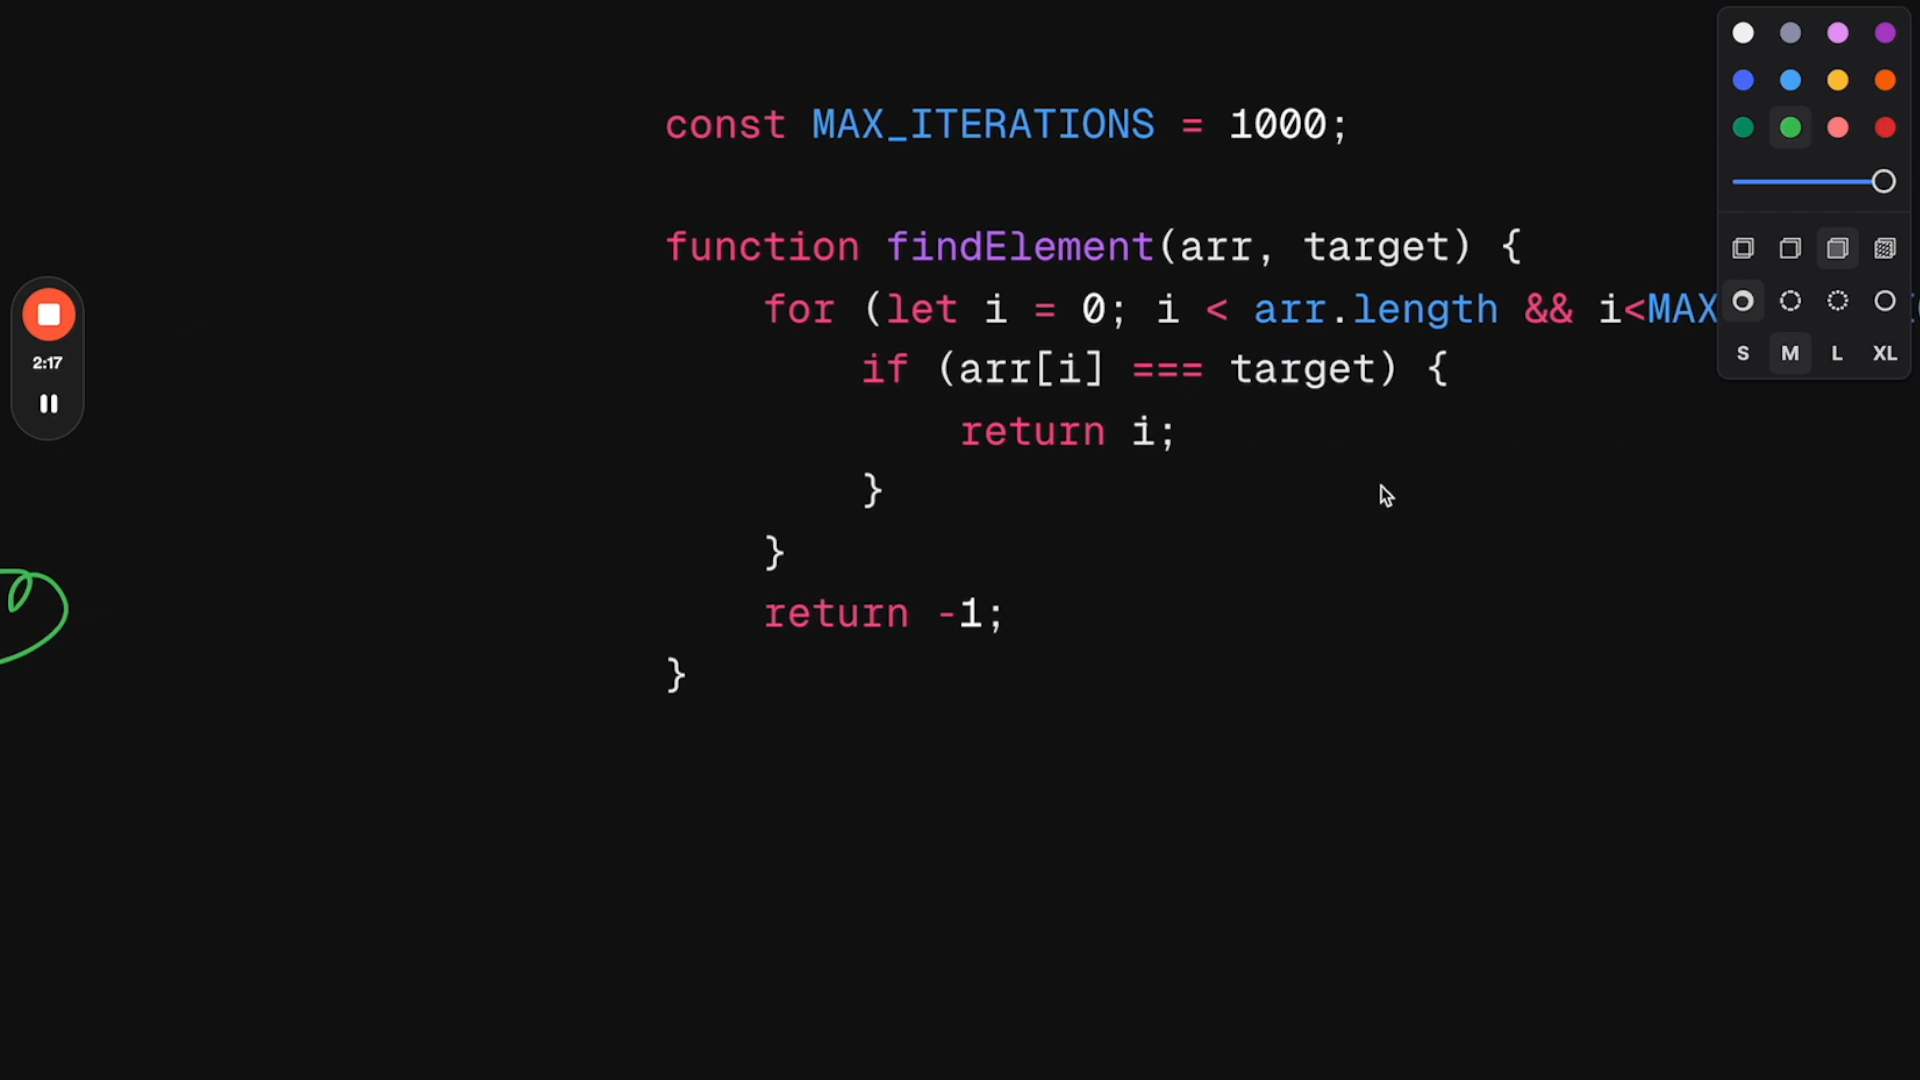 const MAX_ITERATIONS = 1000;
function findElement(arr, target) {
for (let i = 0; i < arr.length && i<MAX
if (arr[i] === target) {
return i;
}
}
return -1;
}
2:17
S M L XL